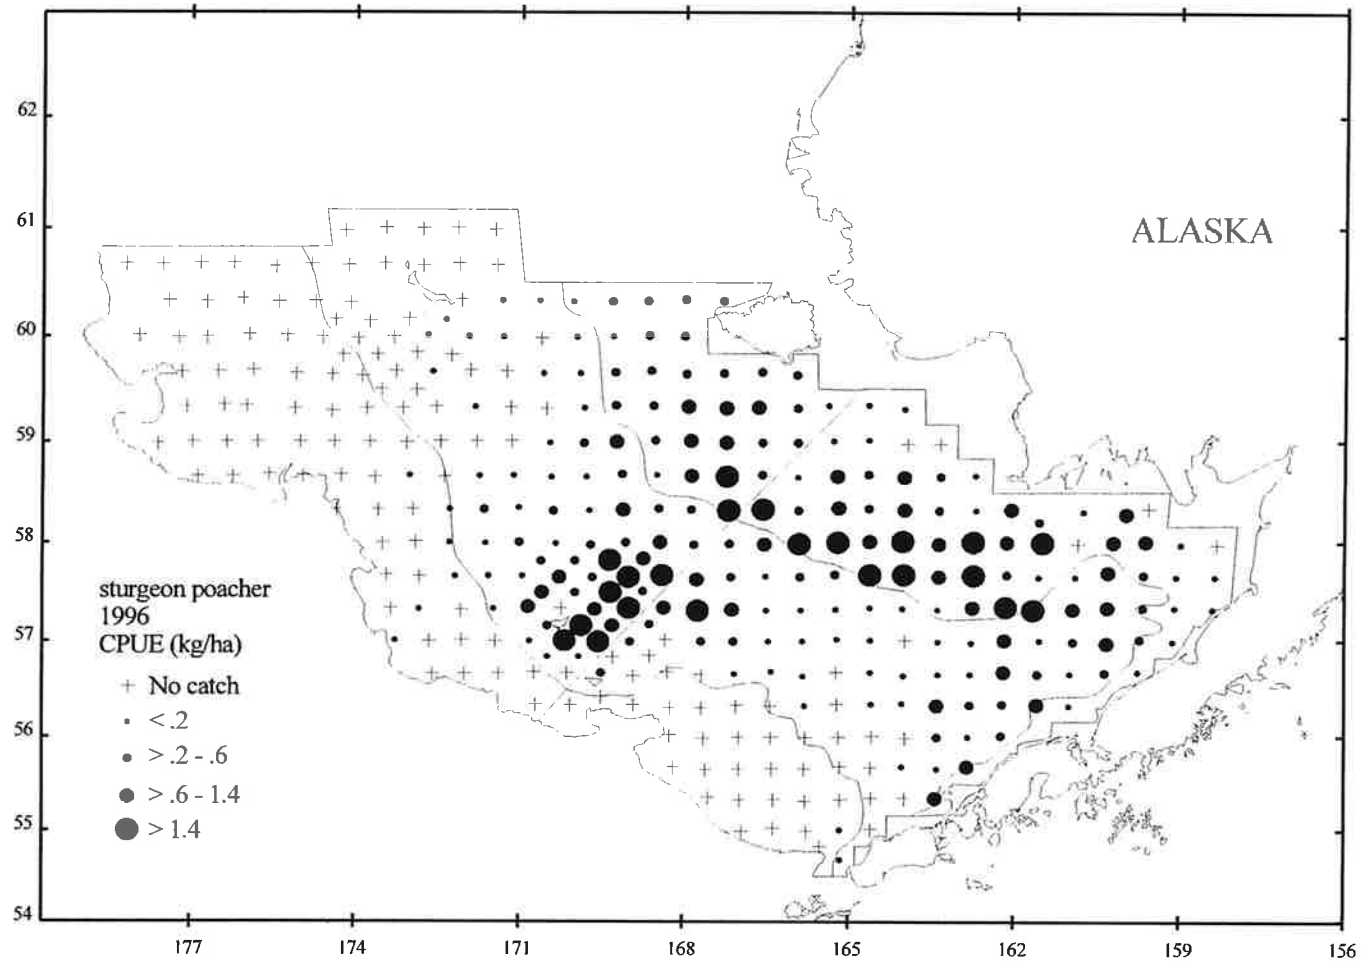 62
61
ALASKA
60
59
58
sturgeon poacher
1996
CPUE (kg/ha)
57
+ No catch
< .2
> .2 - .6
56
> .6 - 1.4
> 1.4
55
54
177 174 171 168 165 162 159 156